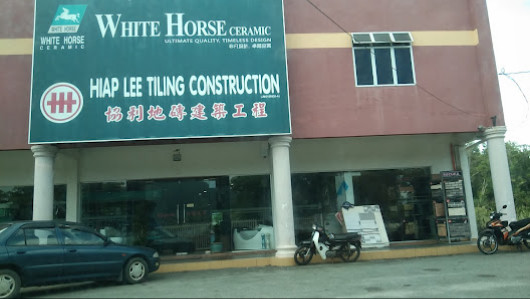 WHITE HORSE
CERAMIC
WHITE HORSE CERAMIC
ULTIMATE QUALITY, TIMELESS DESIGN
HIAP LEE TILING CONSTRUCTION
協利地磚建築工程